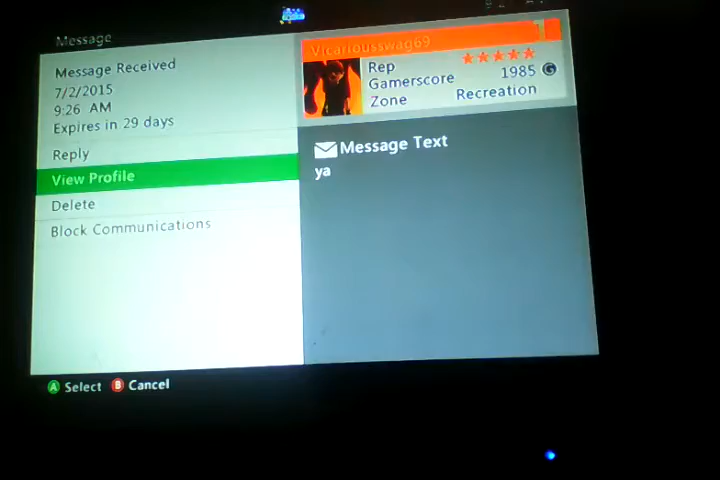 Message
Message Received
7/2/2015
9:26 AM
Expires in 29 days
Reply
View Profile
Delete
Block Communications
Vicariousswag69
Rep
Gamerscore 1985 G
Zone Recreation
Message Text
ya
A Select B Cancel